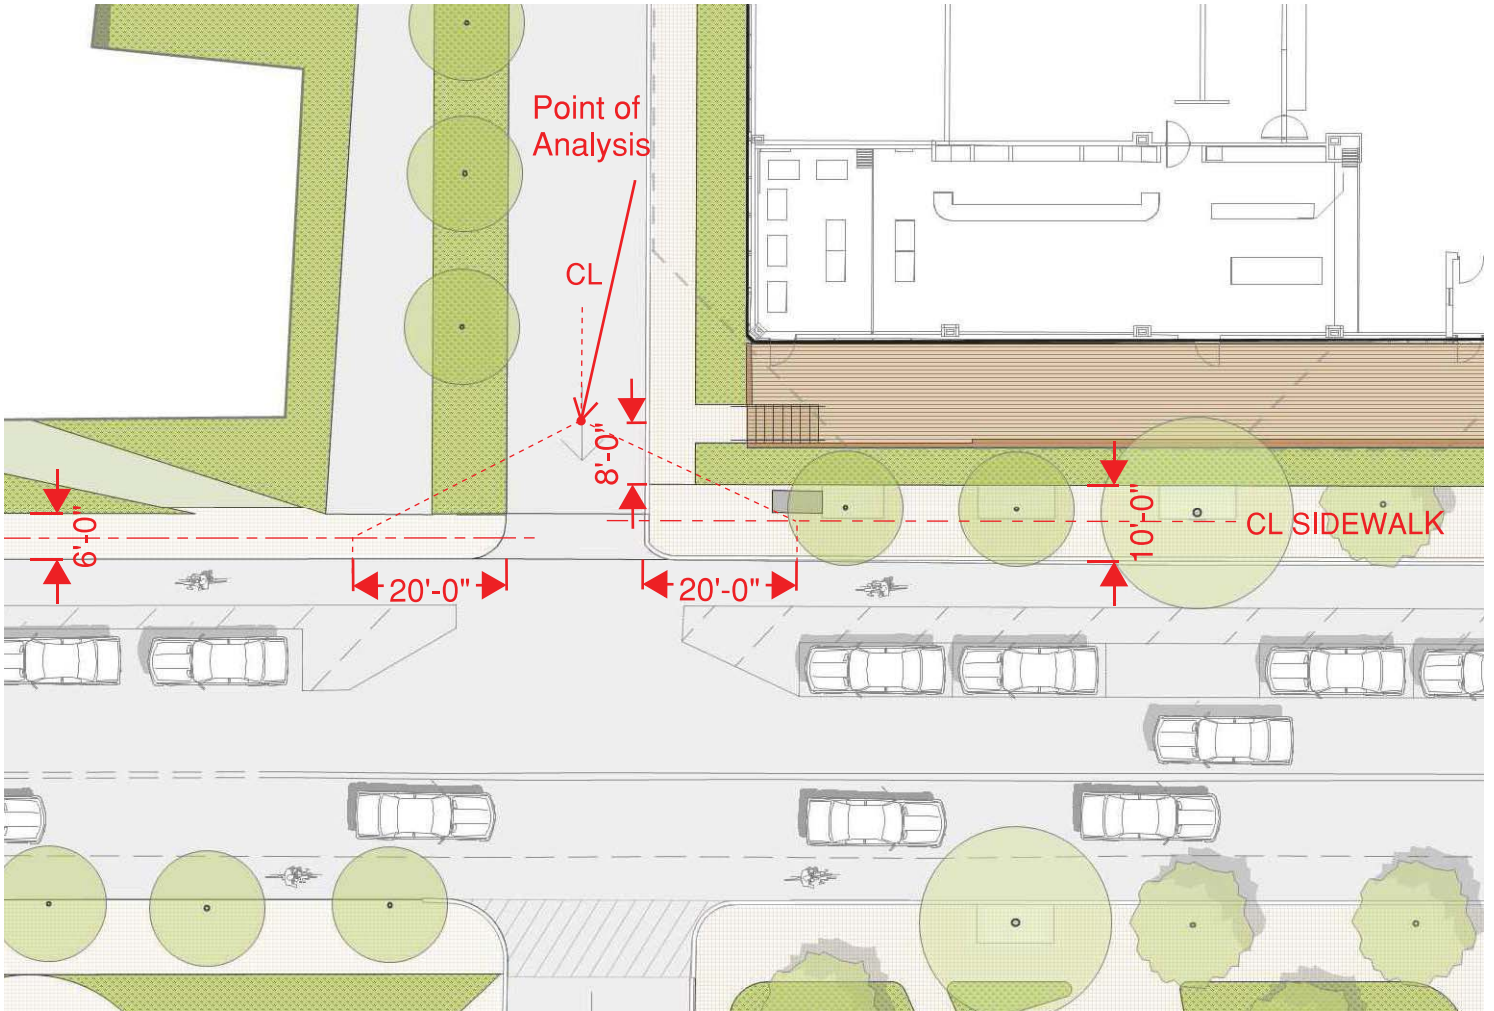 Point of
Analysis
CL
8'-0"
6'-0"
20'-0"
20'-0"
10'-0"
CL SIDEWALK